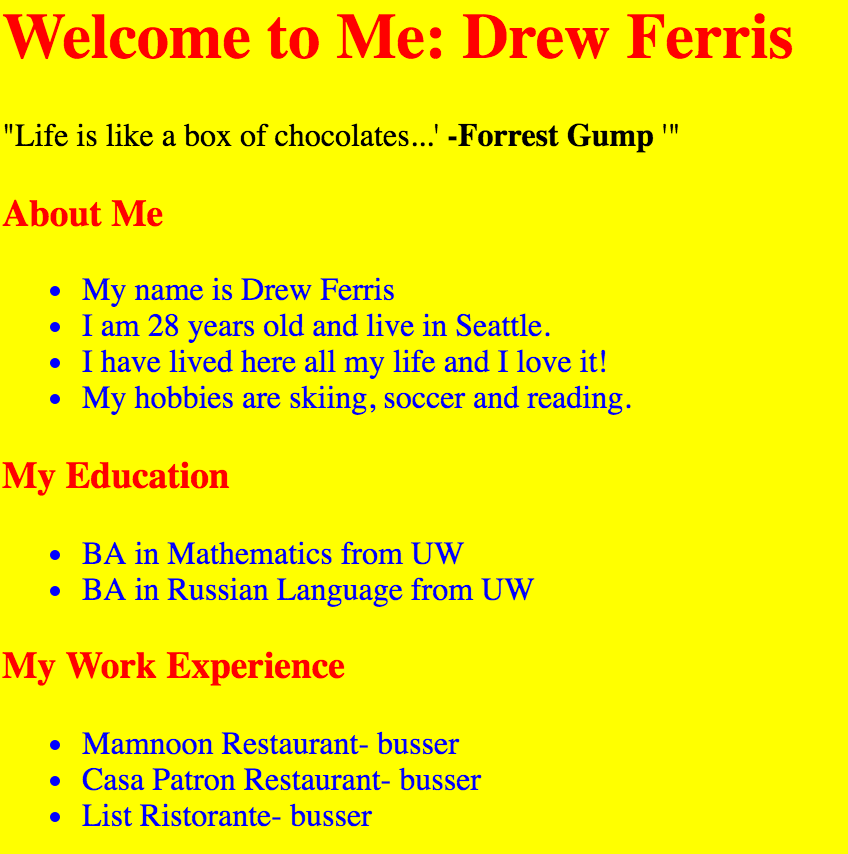 Welcome to Me: Drew Ferris
"Life is like a box of chocolates...' -Forrest Gump '"
About Me
• My name is Drew Ferris
• I am 28 years old and live in Seattle.
• I have lived here all my life and I love it!
• My hobbies are skiing, soccer and reading.
My Education
• BA in Mathematics from UW
• BA in Russian Language from UW
My Work Experience
• Mamnoon Restaurant- busser
• Casa Patron Restaurant- busser
• List Ristorante- busser